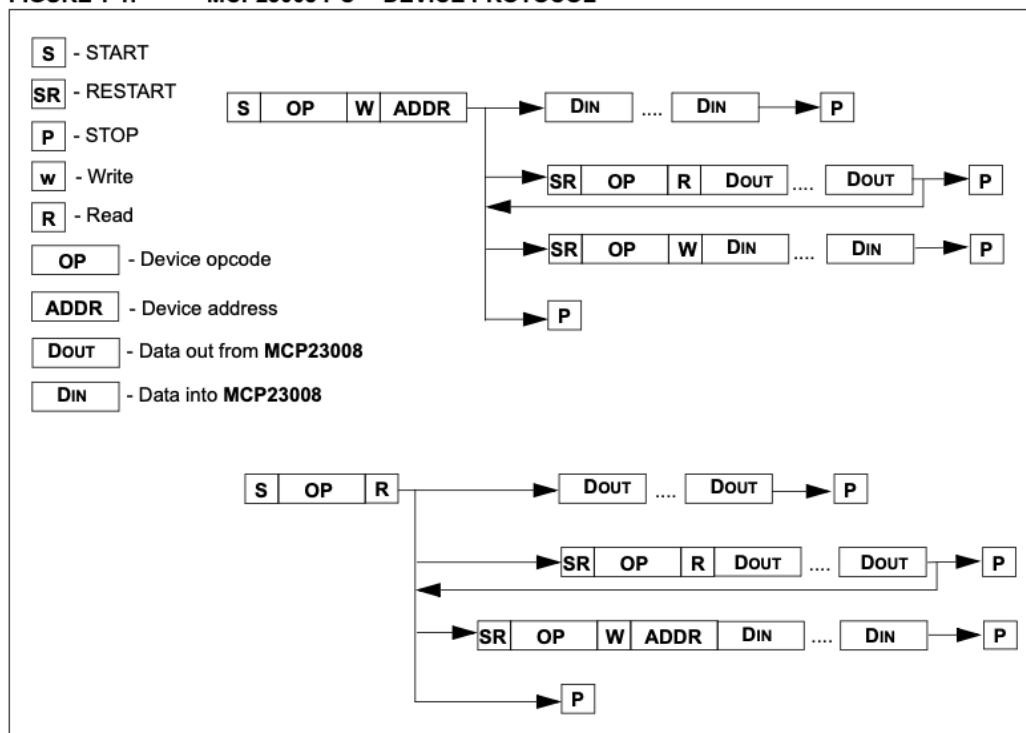 S - START
SR - RESTART
P - STOP
w - Write
R - Read
OP - Device opcode
ADDR - Device address
DOUT - Data out from MCP23008
DIN - Data into MCP23008
S OP W ADDR DIN .... DIN P
SR OP R DOUT .... DOUT P
SR OP W DIN .... DIN P
P
S OP R DOUT .... DOUT P
SR OP R DOUT .... DOUT P
SR OP W ADDR DIN .... DIN P
P